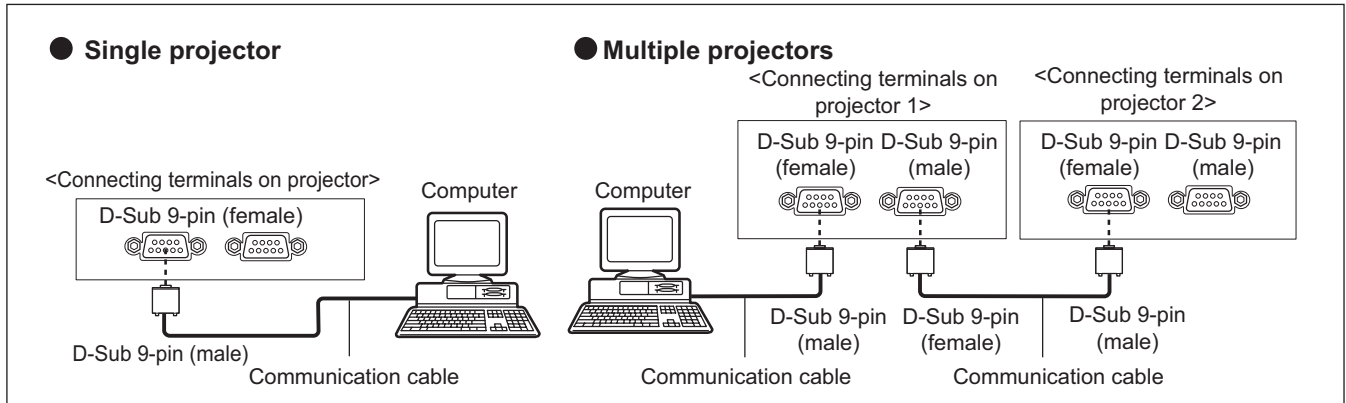 ● Single projector
<Connecting terminals on projector>
D-Sub 9-pin (female)
Computer
D-Sub 9-pin (male)
Communication cable
● Multiple projectors
<Connecting terminals on
projector 1>
D-Sub 9-pin
(female)
D-Sub 9-pin
(male)
<Connecting terminals on
projector 2>
D-Sub 9-pin
(female)
D-Sub 9-pin
(male)
Computer
D-Sub 9-pin
(male)
D-Sub 9-pin
(female)
D-Sub 9-pin
(male)
Communication cable
Communication cable